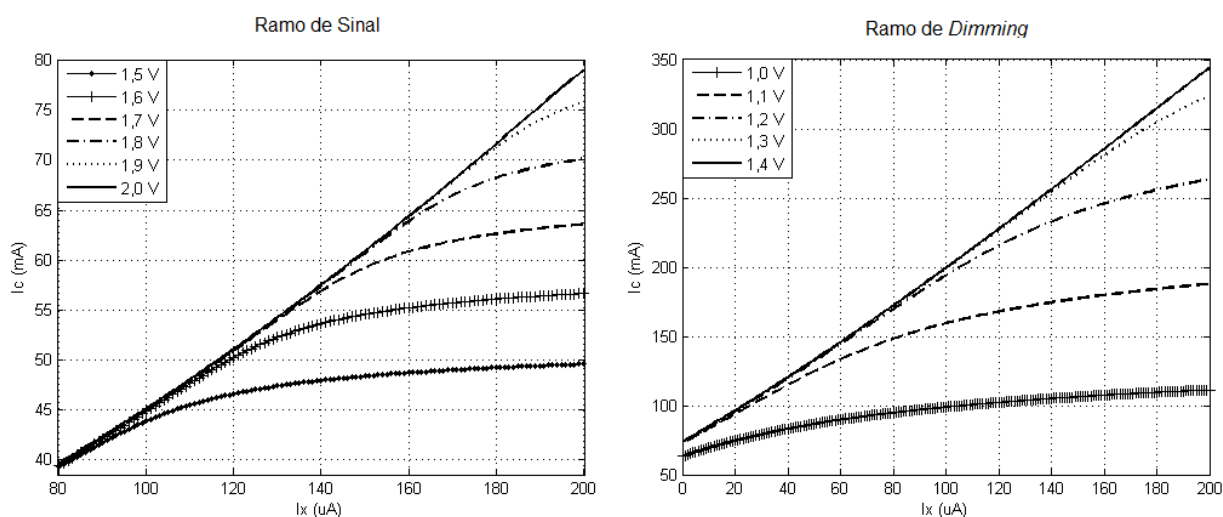 Ramo de Sinal
80
75
70
65
60
55
50
45
40
Ic (mA)
1,5 V
1,6 V
1,7 V
1,8 V
1,9 V
2,0 V
80 100 120 140 160 180 200
Ix (uA)
Ramo de Dimming
350
300
250
200
150
100
50
Ic (mA)
1,0 V
1,1 V
1,2 V
1,3 V
1,4 V
0 20 40 60 80 100 120 140 160 180 200
Ix (uA)